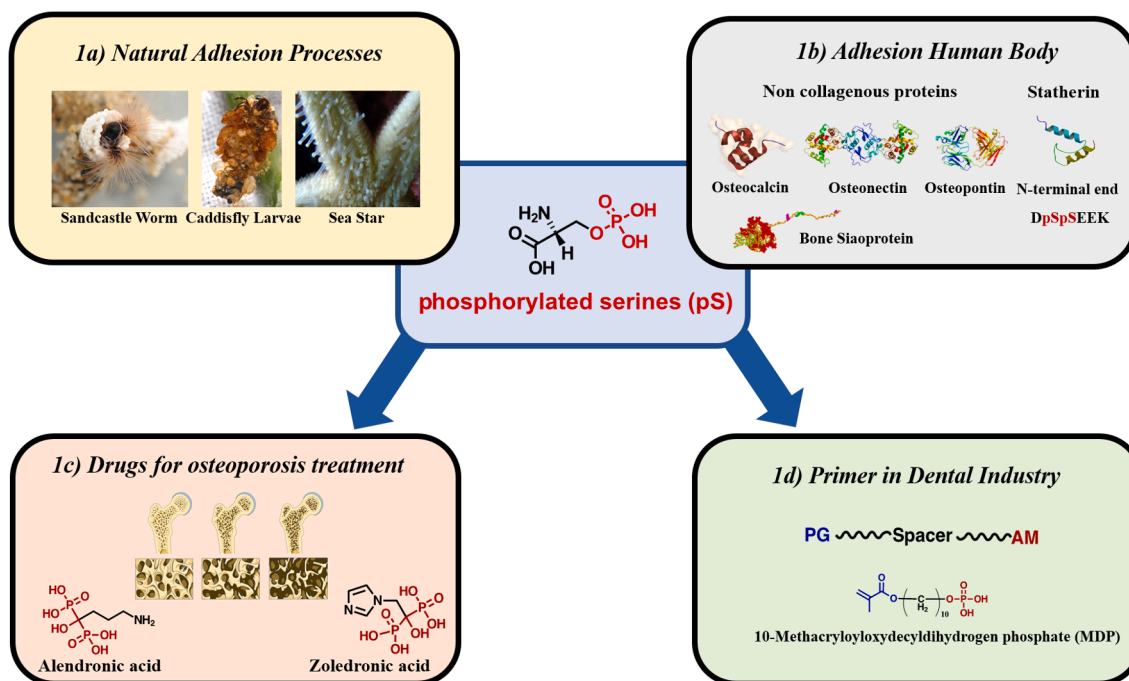 1a) Natural Adhesion Processes
Sandcastle Worm
Caddisfly Larvae
Sea Star
1b) Adhesion Human Body
Non collagenous proteins
Statherin
Osteocalcin
Osteonectin
Osteopontin
N-terminal end
DpSpSEEK
Bone Siaoprotein
H2N
O
OH
P
O
OH
H
O
OH
phosphorylated serines (pS)
1c) Drugs for osteoporosis treatment
HO
O
P
HO
HO
NH2
P
OH
O
OH
Alendronic acid
N
N
HO
OH
P
O
O
P
OH
HO
OH
Zoledronic acid
1d) Primer in Dental Industry
PG Spacer AM
O
O
C
H2
10
O
O
P
OH
OH
10-Methacryloyloxydecyldihydrogen phosphate (MDP)